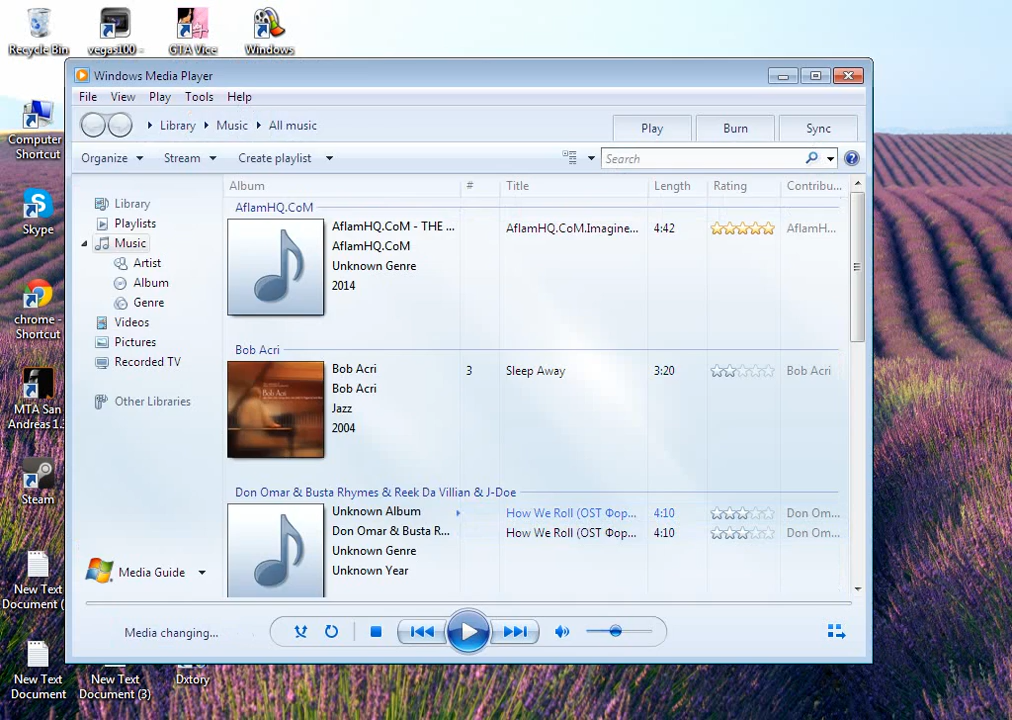 Recycle Bin
vegas100 -
GTA Vice
Windows
Windows Media Player
File View Play Tools Help
Library Music All music
Play Burn Sync
Organize Stream Create playlist
Search
Album # Title Length Rating Contribu...
Computer Shortcut
Skype
chrome - Shortcut
MTA San
Andreas 1.
Steam
New Text
Document (
New Text
Document
New Text
Document (3)
Dxtory
Library
Playlists
Music
Artist
Album
Genre
Videos
Pictures
Recorded TV
Other Libraries
Media Guide
AflamHQ.CoM
AflamHQ.CoM - THE ... AflamHQ.CoM.Imagine... 4:42 AflamH...
AflamHQ.CoM
Unknown Genre
2014
Bob Acri
Bob Acri 3 Sleep Away 3:20 Bob Acri
Bob Acri
Jazz
2004
Don Omar & Busta Rhymes & Reek Da Villian & J-Doe
Unknown Album How We Roll (OST Фор... 4:10 Don Om...
Don Omar & Busta R... How We Roll (OST Фор... 4:10 Don Om...
Unknown Genre
Unknown Year
Media changing...